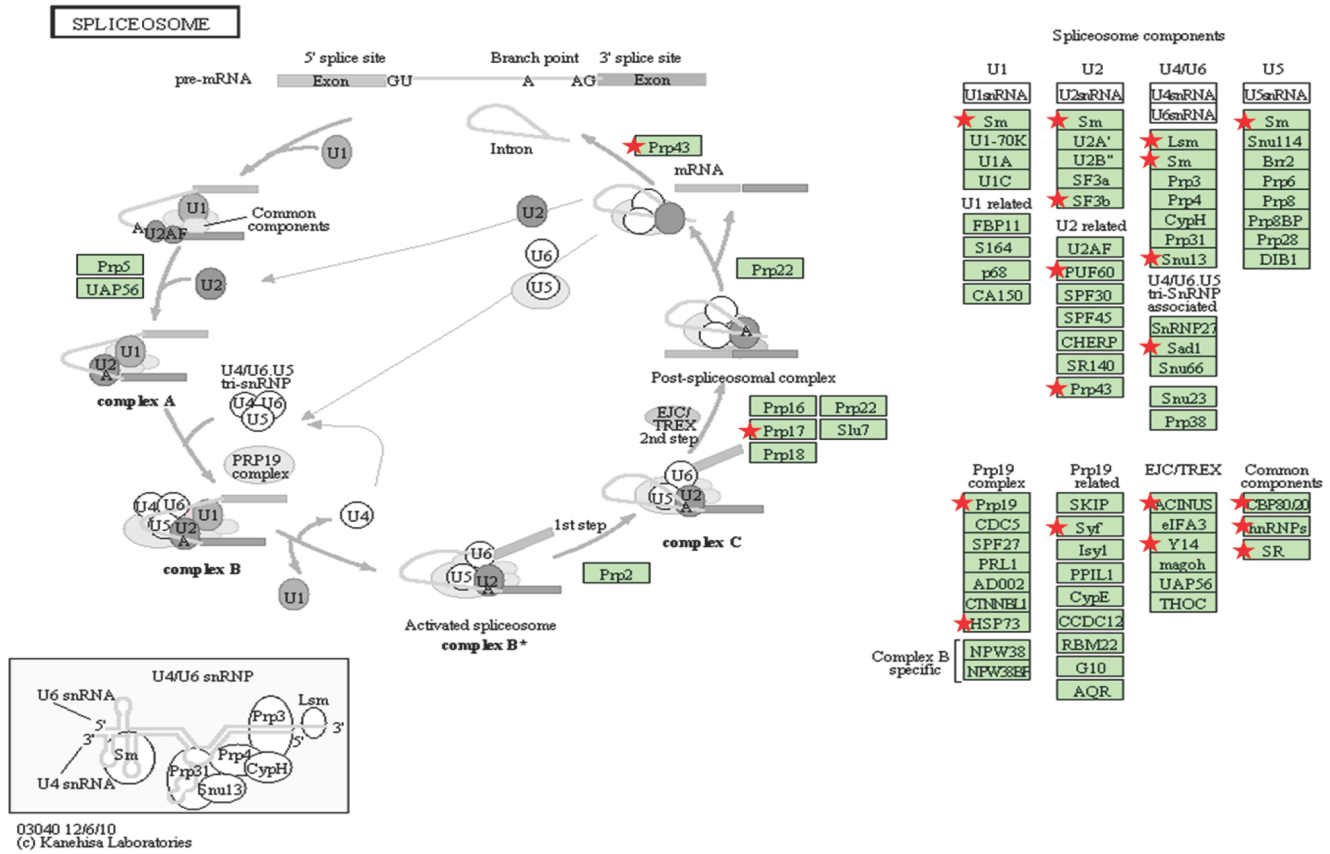 SPLICEOSOME
5' splice site
Branch point
3' splice site
pre-mRNA
Exon
GU
A
AG
Exon
U1
Intron
Prp43
mRNA
U1
Common
components
A
U2AF
Prp5
UAP56
U2
U2
U6
U5
Prp22
U1
U2
A
complex A
U4/U6.U5
tri-snRNP
U4 U6
U5
A
Post-spliceosomal complex
EJC/
TREX
2nd step
Prp16
Prp22
Prp17
Slu7
Prp18
PRP19
complex
U4 U6
U5
U1
U2
A
complex B
U4
U1
1st step
U6
U5
U2
A
Prp2
Activated spliceosome
complex B*
U6
U5
U2
A
complex C
U4/U6 snRNP
U6 snRNA
5'
3'
U4 snRNA
Sm
Prp31
Snu13
Prp4
CypH
Prp3
Lsm
5'
3'
03040 12/6/10
(c) Kanehisa Laboratories
Spliceosome components
U1
U1snRNA
Sm
U1-70K
U1A
U1C
U1 related
FBP11
S164
p68
CA150
U2
U2snRNA
Sm
U2A'
U2B"
SF3a
SF3b
U2 related
U2AF
PUF60
SPF30
SPF45
CHERP
SR140
Prp43
U4/U6
U4snRNA
U6snRNA
Lsm
Sm
Prp3
Prp4
CypH
Prp31
Snu13
U4/U6.U5
tri-SnRNP
associated
SnRNP27
Sad1
Snu66
Snu23
Prp38
U5
U5snRNA
Sm
Snu114
Brr2
Prp6
Prp8
Prp8BP
Prp28
DIB1
Prp19
complex
Prp19
CDC5
SPF27
PRL1
AD002
CTNNBL1
HSP73
Complex B
specific
NPW38
NPW38BP
Prp19
related
SKIP
Syf
Isy1
PPIL1
CypE
CCDC12
RBM22
G10
AQR
EJC/TREX
ACINUS
eIFA3
Y14
magoh
UAP56
THOC
Common
components
CBP80/20
hnRNPs
SR